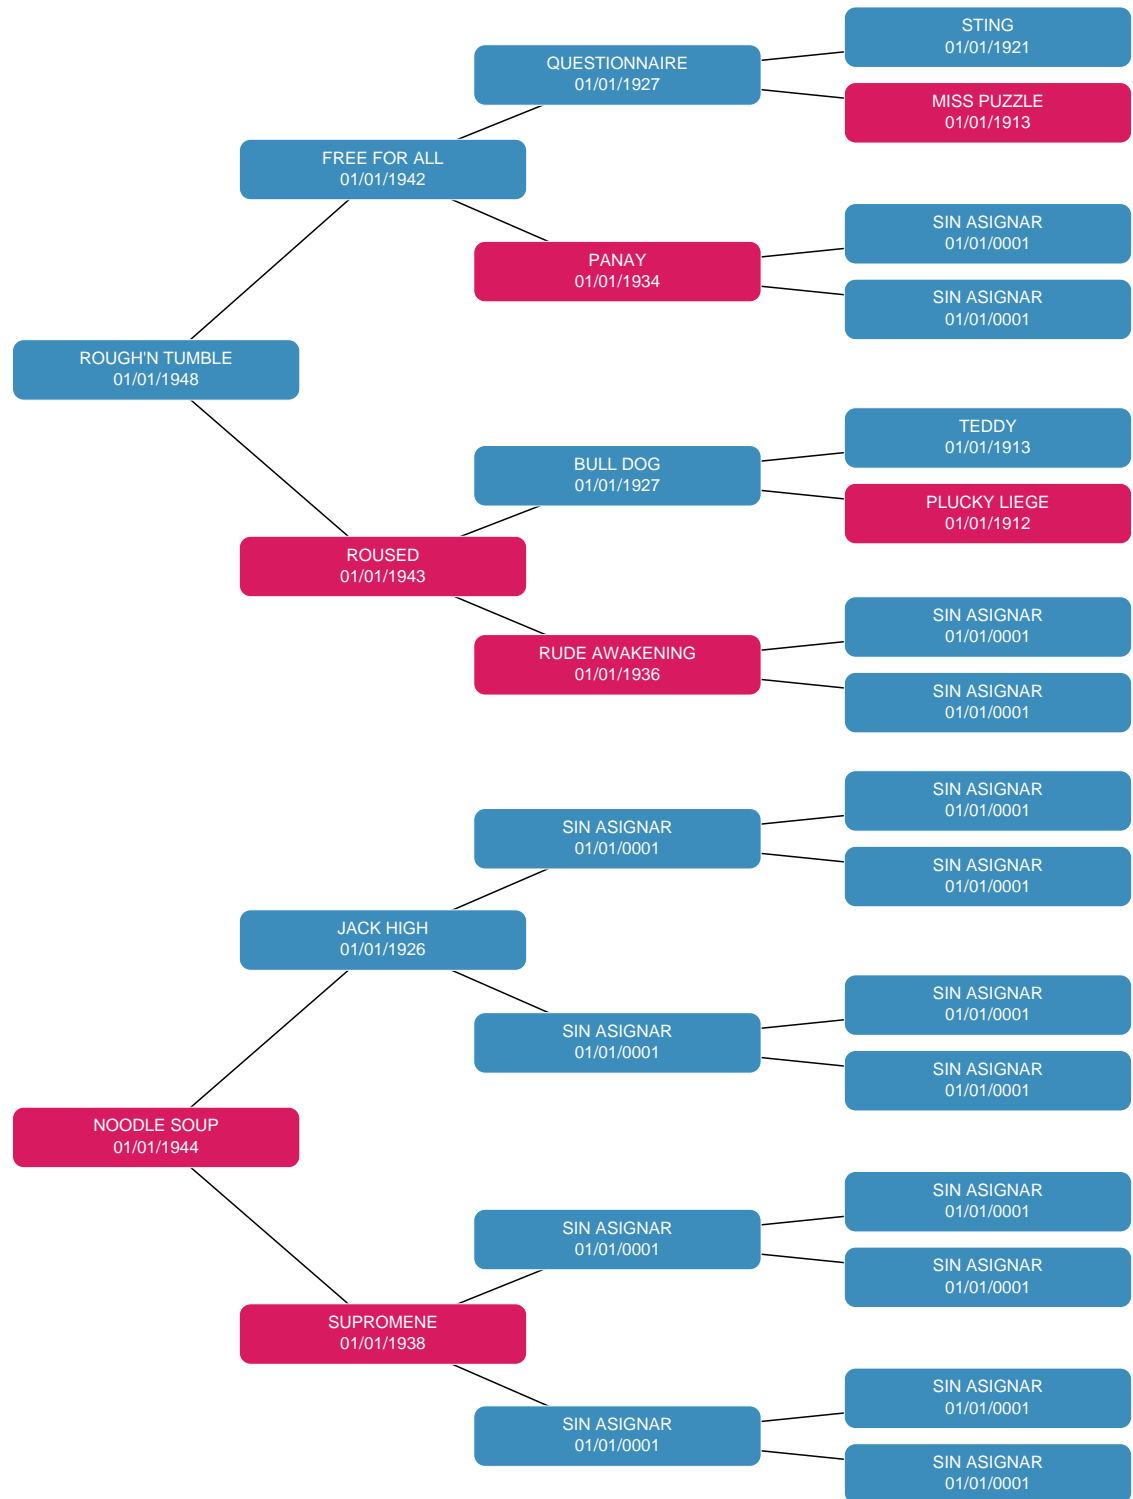 STING
01/01/1921
QUESTIONNAIRE
01/01/1927
MISS PUZZLE
01/01/1913
FREE FOR ALL
01/01/1942
SIN ASIGNAR
01/01/0001
PANAY
01/01/1934
SIN ASIGNAR
01/01/0001
ROUGH'N TUMBLE
01/01/1948
TEDDY
01/01/1913
BULL DOG
01/01/1927
PLUCKY LIEGE
01/01/1912
ROUSED
01/01/1943
SIN ASIGNAR
01/01/0001
RUDE AWAKENING
01/01/1936
SIN ASIGNAR
01/01/0001
SIN ASIGNAR
01/01/0001
SIN ASIGNAR
01/01/0001
SIN ASIGNAR
01/01/0001
JACK HIGH
01/01/1926
SIN ASIGNAR
01/01/0001
SIN ASIGNAR
01/01/0001
SIN ASIGNAR
01/01/0001
NOODLE SOUP
01/01/1944
SIN ASIGNAR
01/01/0001
SIN ASIGNAR
01/01/0001
SIN ASIGNAR
01/01/0001
SUPROMENE
01/01/1938
SIN ASIGNAR
01/01/0001
SIN ASIGNAR
01/01/0001
SIN ASIGNAR
01/01/0001